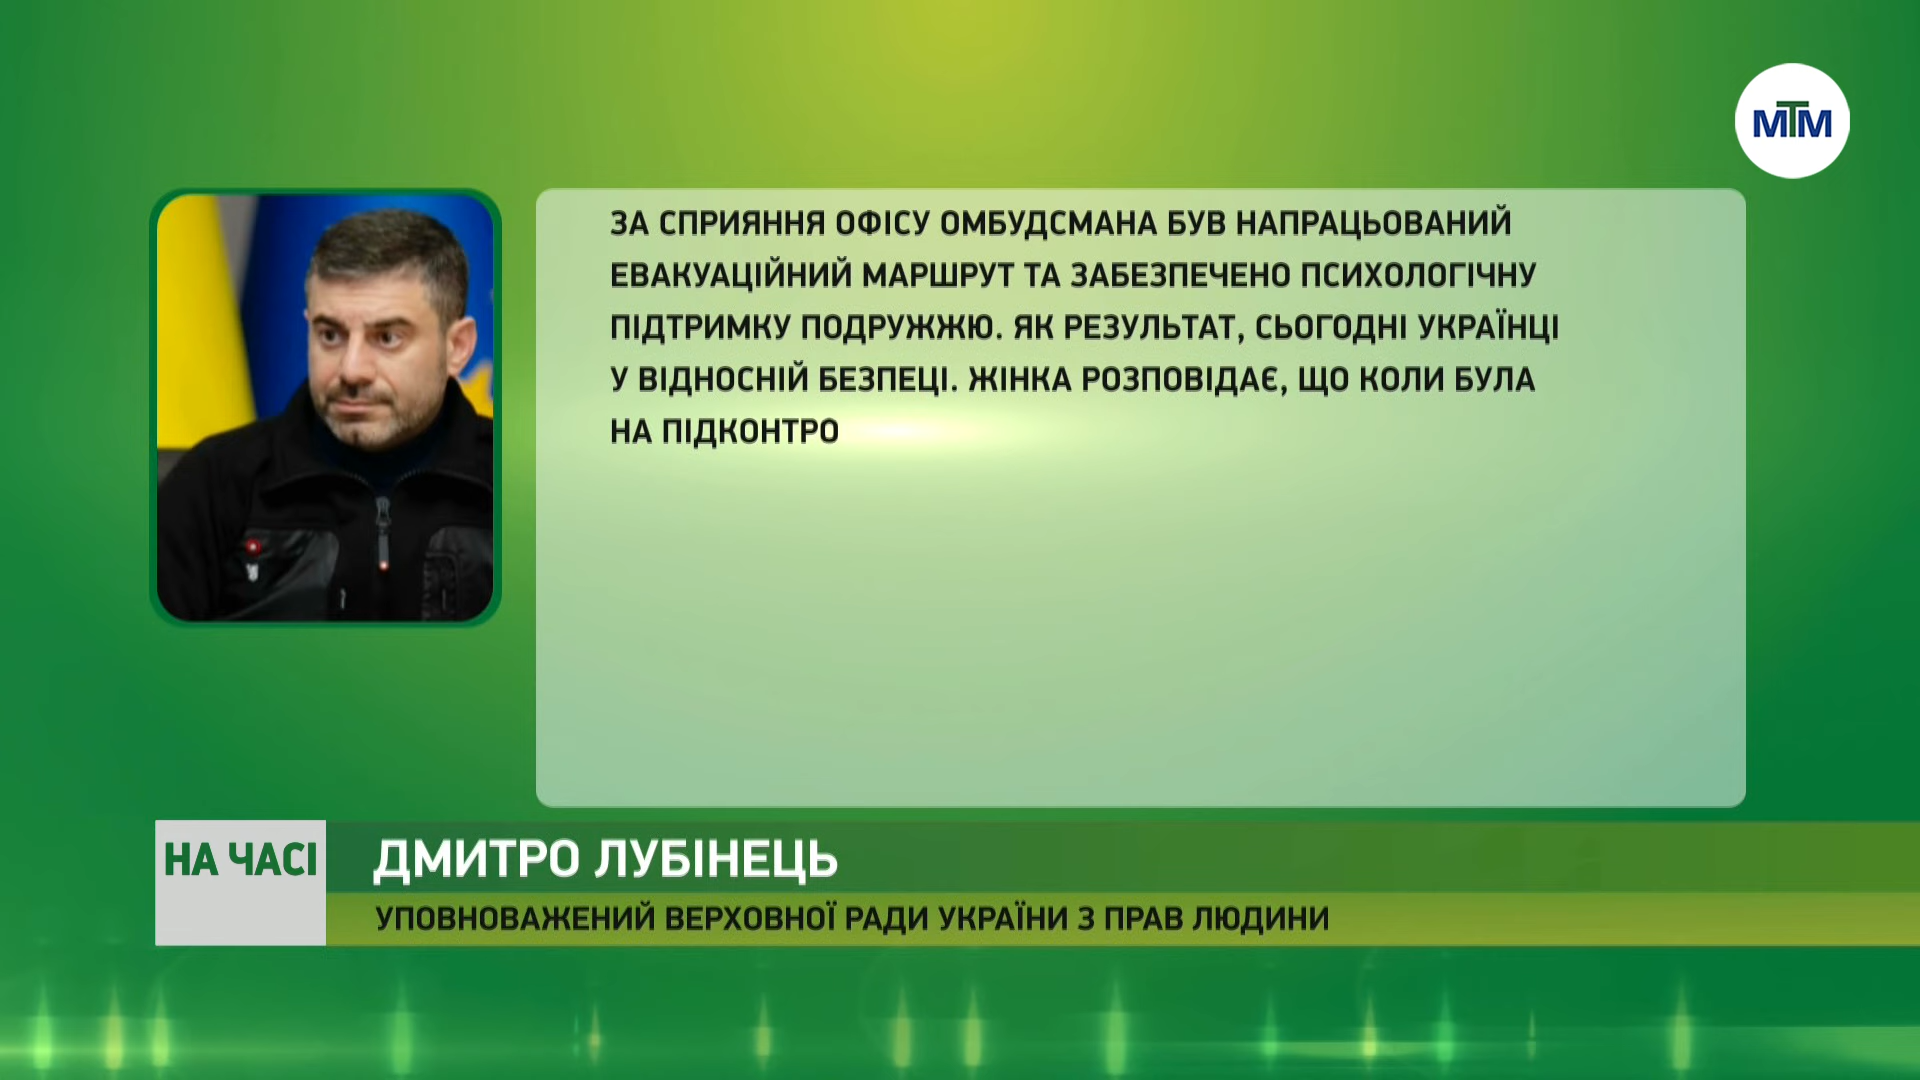 МТМ
ЗА СПРИЯННЯ ОФІСУ ОМБУДСМАНА БУВ НАПРАЦЬОВАНИЙ
ЕВАКУАЦІЙНИЙ МАРШРУТ ТА ЗАБЕЗПЕЧЕНО ПСИХОЛОГІЧНУ
ПІДТРИМКУ ПОДРУЖЖЮ. ЯК РЕЗУЛЬТАТ, СЬОГОДНІ УКРАЇНЦІ
У ВІДНОСНІЙ БЕЗПЕЦІ. ЖІНКА РОЗПОВІДАЄ, ЩО КОЛИ БУЛА
НА ПІДКОНТРО
НА ЧАСІ
ДМИТРО ЛУБІНЕЦЬ
УПОВНОВАЖЕНИЙ ВЕРХОВНОЇ РАДИ УКРАЇНИ З ПРАВ ЛЮДИНИ